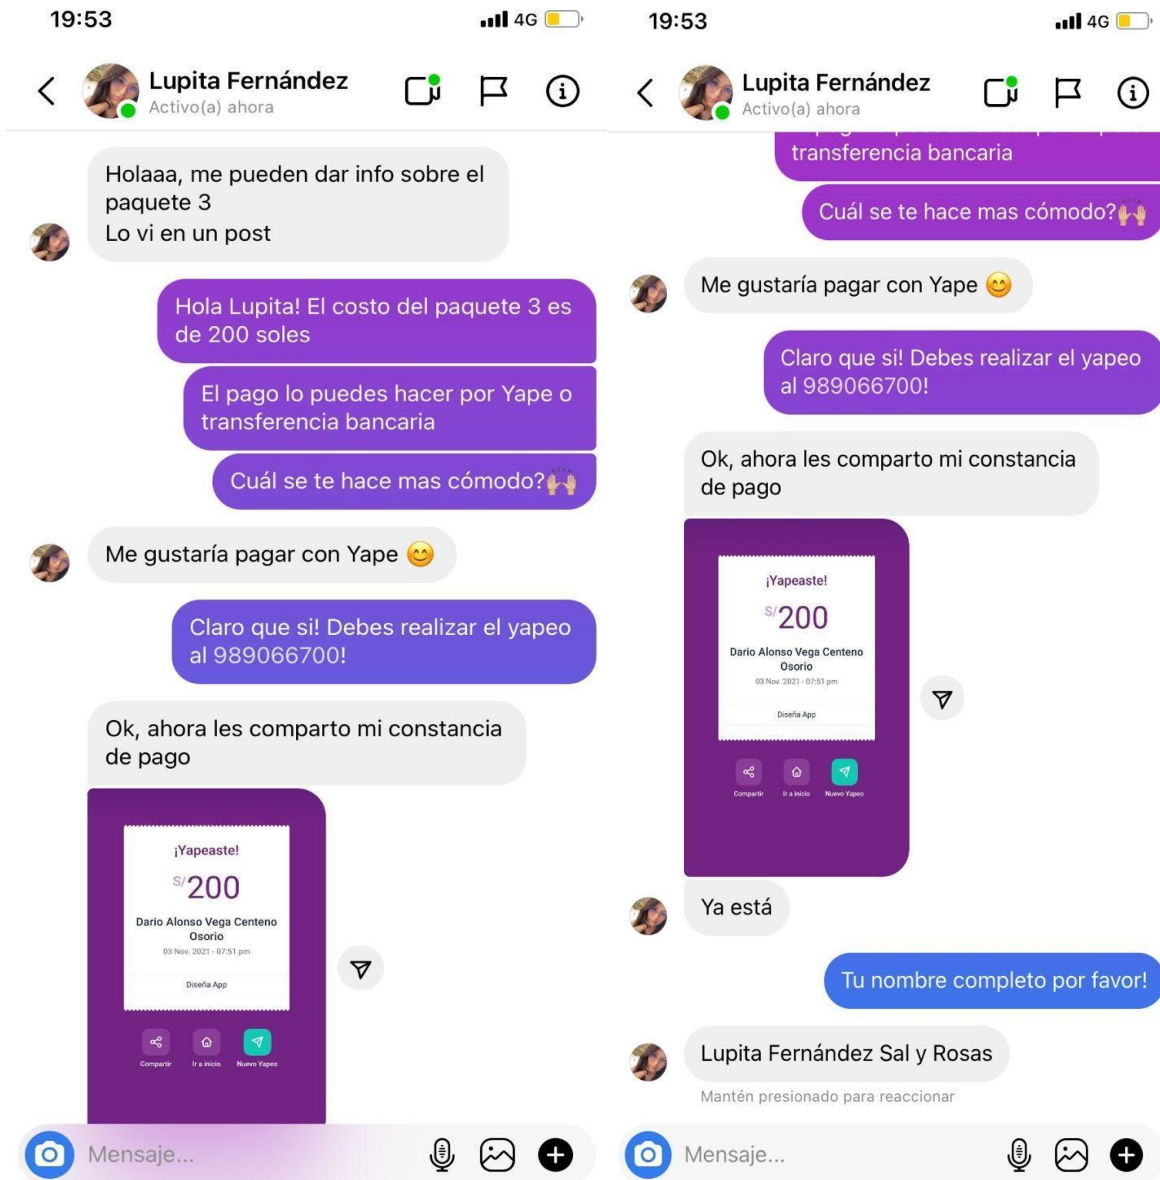 19:53
4G
Lupita Fernández
Activo(a) ahora
Holaaa, me pueden dar info sobre el
paquete 3
Lo vi en un post
Hola Lupita! El costo del paquete 3 es
de 200 soles
El pago lo puedes hacer por Yape o
transferencia bancaria
Cuál se te hace mas cómodo?🙌🏼
Me gustaría pagar con Yape 😊
Claro que si! Debes realizar el yapeo
al 989066700!
Ok, ahora les comparto mi constancia
de pago
¡Yapeaste!
S/200
Dario Alonso Vega Centeno
Osorio
03 Nov. 2021 - 07:51 pm
Diseña App
Compartir Ir a inicio Nuevo Yapeo
Mensaje...
19:53
4G
Lupita Fernández
Activo(a) ahora
transferencia bancaria
Cuál se te hace mas cómodo?🙌🏼
Me gustaría pagar con Yape 😊
Claro que si! Debes realizar el yapeo
al 989066700!
Ok, ahora les comparto mi constancia
de pago
¡Yapeaste!
S/200
Dario Alonso Vega Centeno
Osorio
03 Nov. 2021 - 07:51 pm
Diseña App
Compartir Ir a inicio Nuevo Yapeo
Ya está
Tu nombre completo por favor!
Lupita Fernández Sal y Rosas
Mantén presionado para reaccionar
Mensaje...